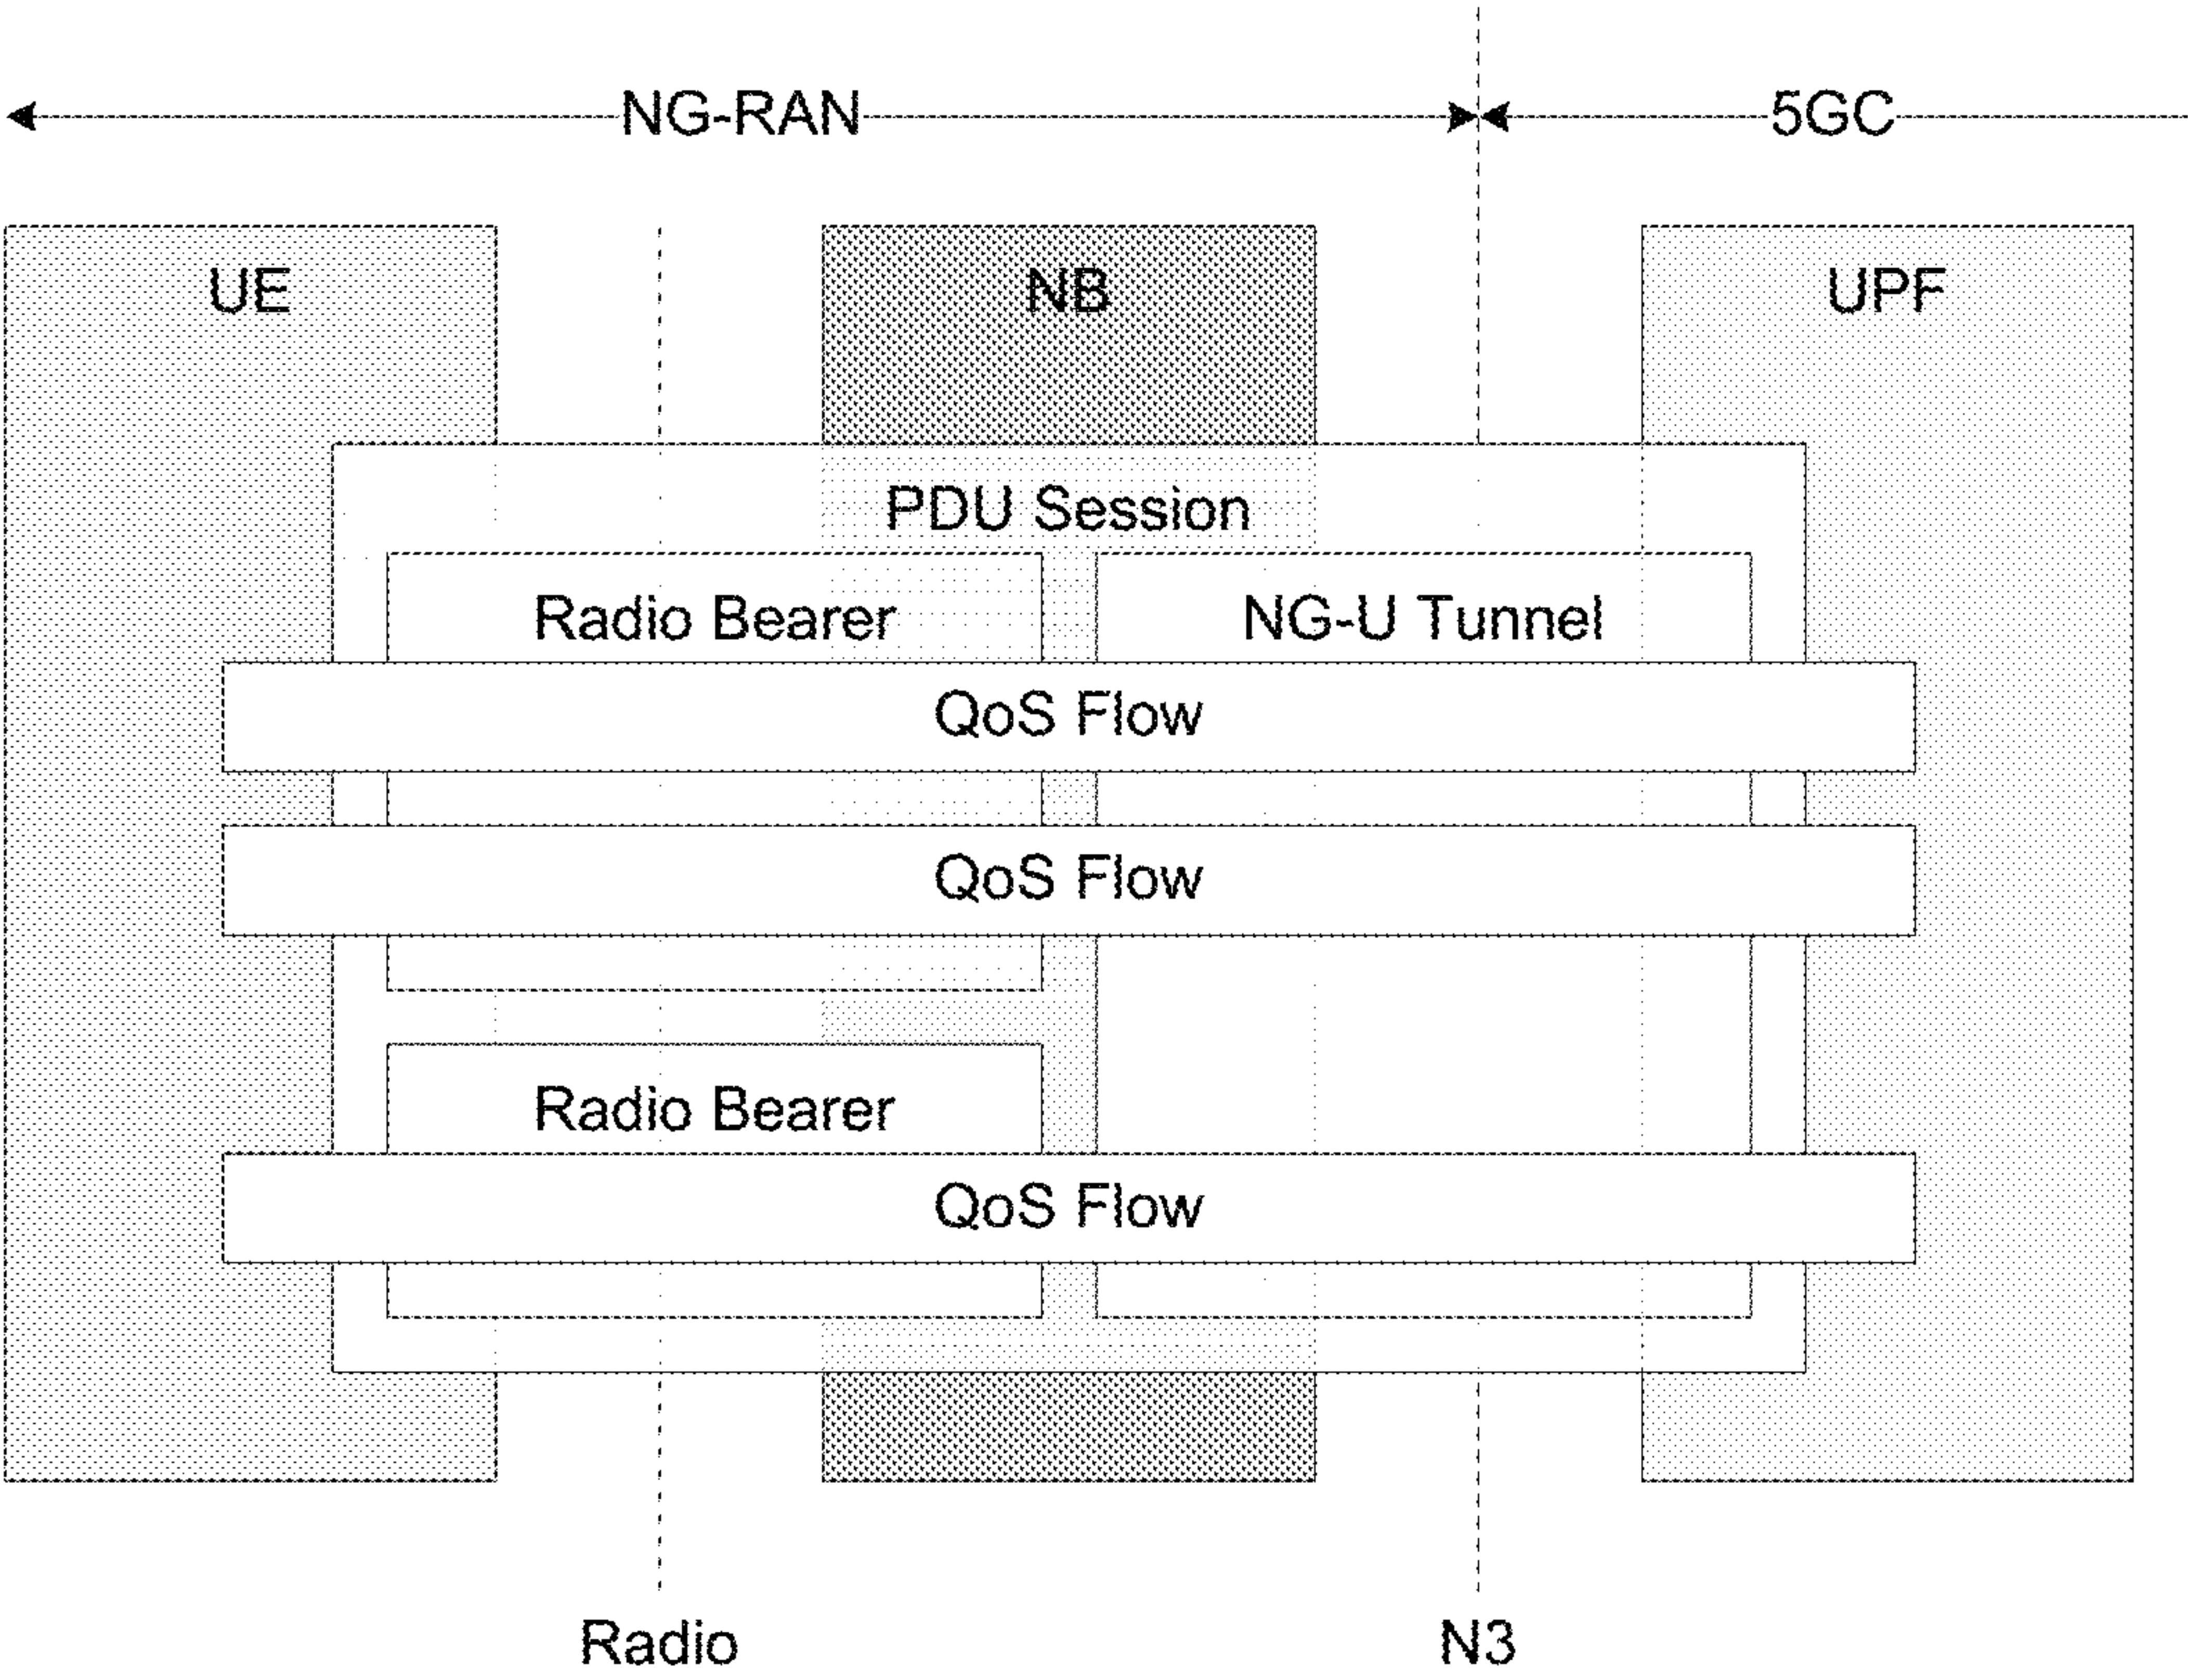 NG-RAN
5GC
UE
NB
UPF
PDU Session
Radio Bearer
NG-U Tunnel
QoS Flow
QoS Flow
Radio Bearer
QoS Flow
Radio
N3